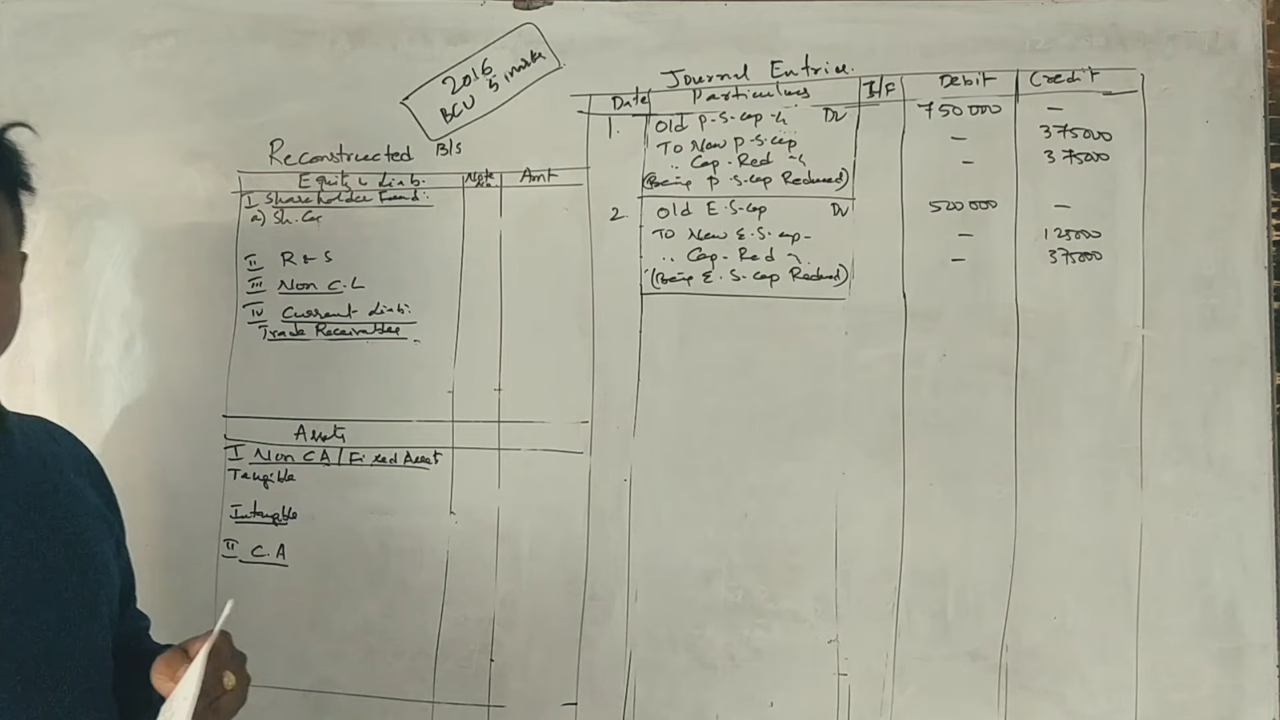 2016
BCU 5 marks
Reconstructed B/s
Equity & Liab. Note No Amt
I Shareholder Fund:
a) Sh. Cap
II R & S
III Non C.L
IV Current Liabi.
Trade Receivables
Assets
I Non CA/Fixed Asset
Tangible
Intangible
II C.A
Journal Entries.
Date Particulars L/F Debit Credit
1. Old P-S-cap Dr 750000 -
To New P-S-cap - 375000
,, Cap-Red - 375000
(Being P-S-cap Reduced)
2. Old E-S-cap Dr 500000 -
To New E.S-cap - 125000
,, Cap-Red - 375000
(Being E.S-cap Reduced)